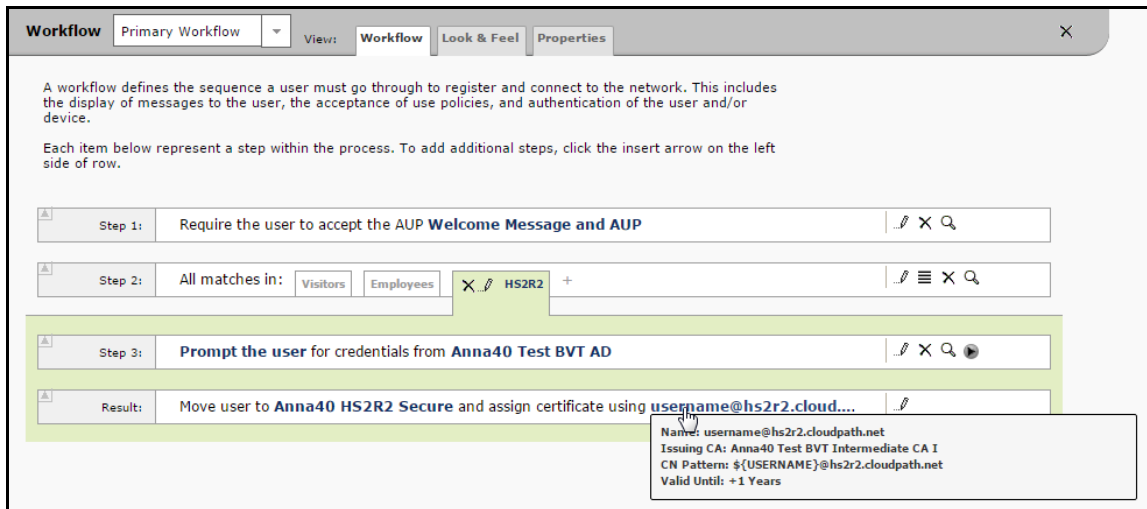 Workflow Primary Workflow View: Workflow Look & Feel Properties
A workflow defines the sequence a user must go through to register and connect to the network. This includes
the display of messages to the user, the acceptance of use policies, and authentication of the user and/or
device.
Each item below represent a step within the process. To add additional steps, click the insert arrow on the left
side of row.
Step 1: Require the user to accept the AUP Welcome Message and AUP
Step 2: All matches in: Visitors Employees HS2R2 +
Step 3: Prompt the user for credentials from Anna40 Test BVT AD
Result: Move user to Anna40 HS2R2 Secure and assign certificate using username@hs2r2.cloud....
Name: username@hs2r2.cloudpath.net
Issuing CA: Anna40 Test BVT Intermediate CA I
CN Pattern: ${USERNAME}@hs2r2.cloudpath.net
Valid Until: +1 Years